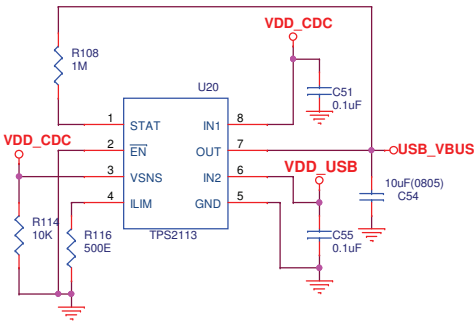 VDD_CDC
R108
1M
U20
C51
0.1uF
1 STAT IN1 8
2 EN OUT 7
USB_VBUS
VDD_CDC
3 VSNS IN2 6
VDD_USB
4 ILIM GND 5
10uF(0805)
C54
R114
10K
R116
500E
TPS2113
C55
0.1uF